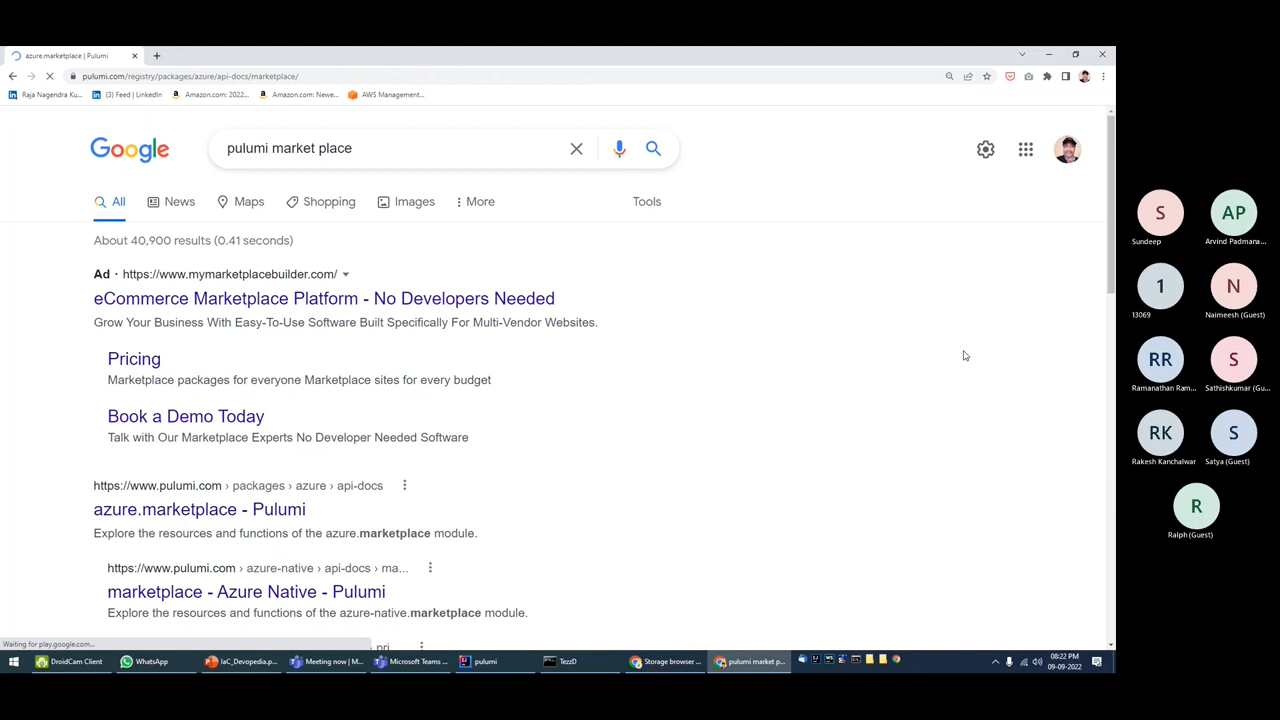 azure.marketplace | Pulumi
pulumi.com/registry/packages/azure/api-docs/marketplace/
Raja Nagendra Ku...
(3) Feed | LinkedIn
Amazon.com: 2022...
Amazon.com: Newe...
AWS Management...
Google
pulumi market place
All
News
Maps
Shopping
Images
More
Tools
About 40,900 results (0.41 seconds)
Ad · https://www.mymarketplacebuilder.com/
eCommerce Marketplace Platform - No Developers Needed
Grow Your Business With Easy-To-Use Software Built Specifically For Multi-Vendor Websites.
Pricing
Marketplace packages for everyone Marketplace sites for every budget
Book a Demo Today
Talk with Our Marketplace Experts No Developer Needed Software
https://www.pulumi.com › packages › azure › api-docs
azure.marketplace - Pulumi
Explore the resources and functions of the azure.marketplace module.
https://www.pulumi.com › azure-native › api-docs › ma...
marketplace - Azure Native - Pulumi
Explore the resources and functions of the azure-native.marketplace module.
Waiting for play.google.com...
DroidCam Client
WhatsApp
IaC_Devopedia.p...
Meeting now | M...
Microsoft Teams ...
pulumi
TezzD
Storage browser ...
pulumi market p...
08:22 PM
09-09-2022
S
Sundeep
AP
Arvind Padmana...
1
13069
N
Naimeesh (Guest)
RR
Ramanathan Ram...
S
Sathishkumar (Gu...
RK
Rakesh Kanchalwar
S
Satya (Guest)
R
Ralph (Guest)